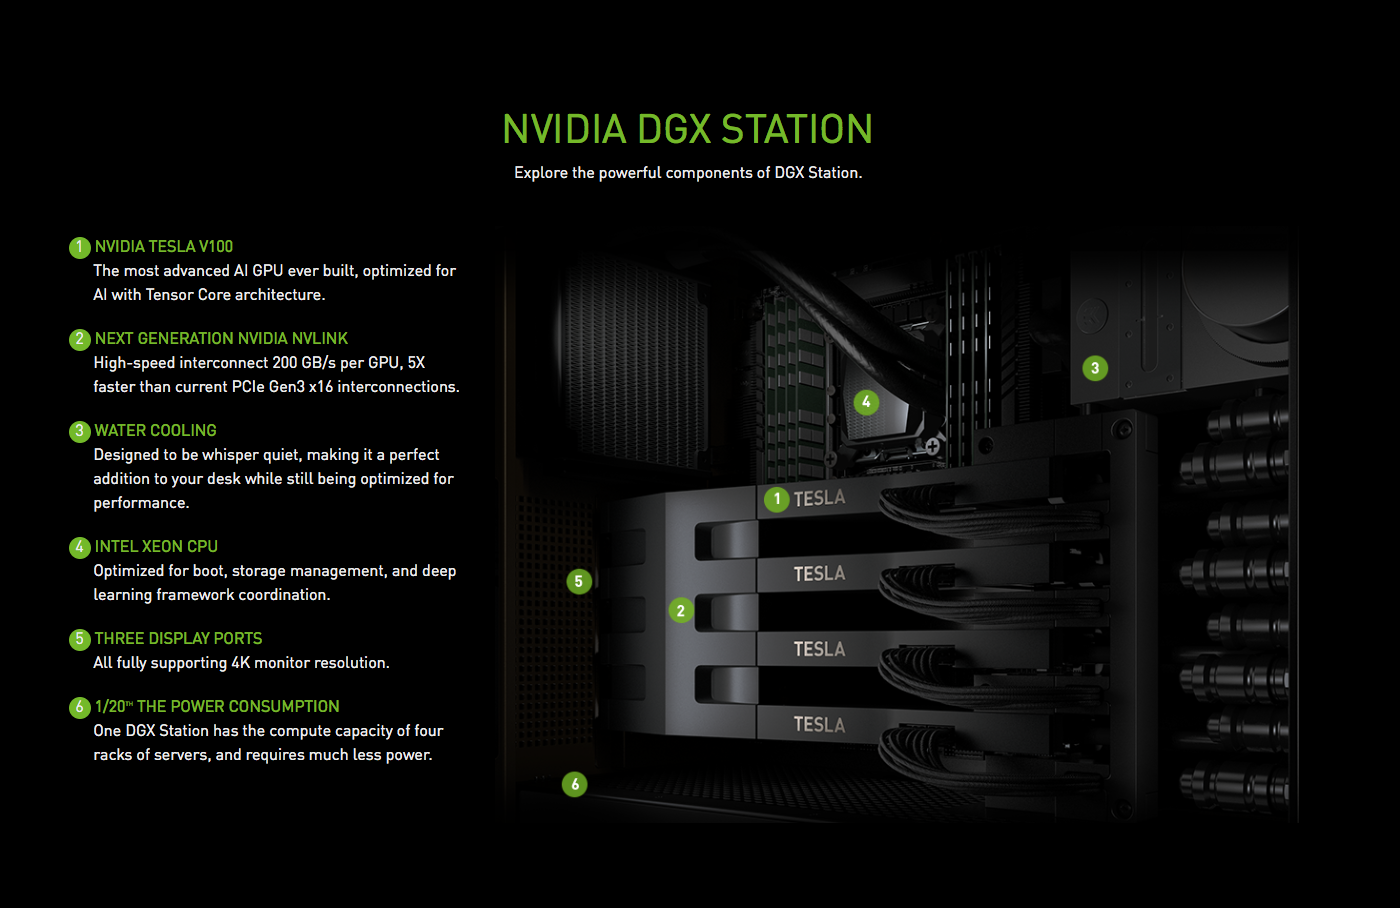 NVIDIA DGX STATION
Explore the powerful components of DGX Station.
1 NVIDIA TESLA V100
The most advanced AI GPU ever built, optimized for
AI with Tensor Core architecture.
2 NEXT GENERATION NVIDIA NVLINK
High-speed interconnect 200 GB/s per GPU, 5X
faster than current PCIe Gen3 x16 interconnections.
3 WATER COOLING
Designed to be whisper quiet, making it a perfect
addition to your desk while still being optimized for
performance.
4 INTEL XEON CPU
Optimized for boot, storage management, and deep
learning framework coordination.
5 THREE DISPLAY PORTS
All fully supporting 4K monitor resolution.
6 1/20TH THE POWER CONSUMPTION
One DGX Station has the compute capacity of four
racks of servers, and requires much less power.
3
4
1 TESLA
TESLA
5
2
TESLA
TESLA
6